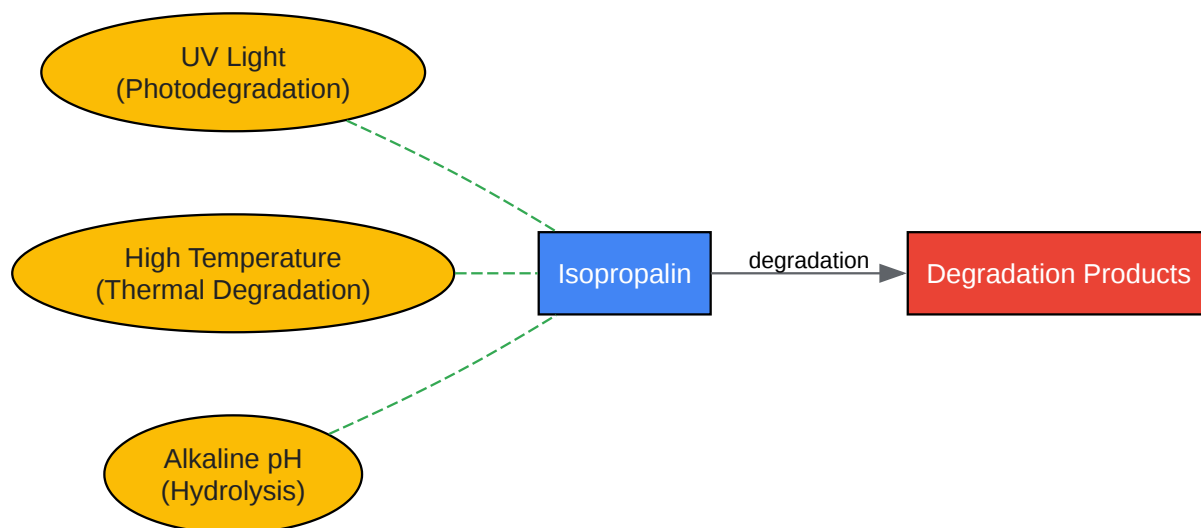 UV Light
(Photodegradation)
High Temperature
(Thermal Degradation)
Alkaline pH
(Hydrolysis)
Isopropalin
degradation
Degradation Products